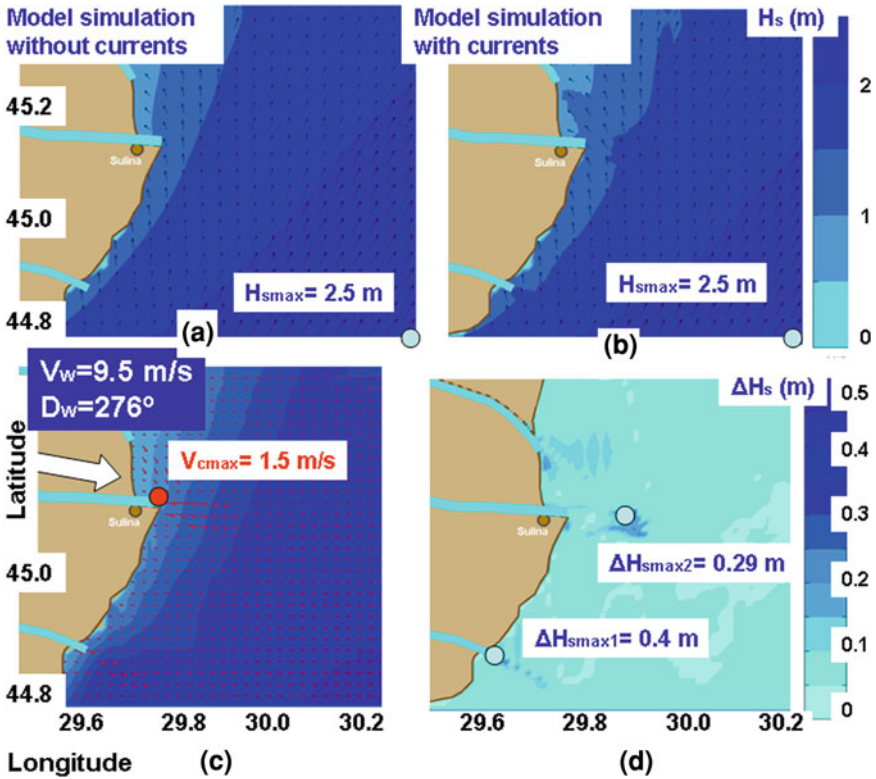 Model simulation
without currents
45.2
Sulina
45.0
Hsmax= 2.5 m
44.8
(a)
Model simulation
with currents
Hs (m)
2
1
0
Sulina
Hsmax= 2.5 m
(b)
Vw=9.5 m/s
Dw=276°
Vcmax= 1.5 m/s
Latitude
Sulina
45.0
44.8
29.6
29.8
30.0
30.2
Longitude
(c)
ΔHs (m)
0.5
0.4
0.3
0.2
0.1
0
Sulina
ΔHsmax2= 0.29 m
ΔHsmax1= 0.4 m
29.6
29.8
30.0
30.2
(d)